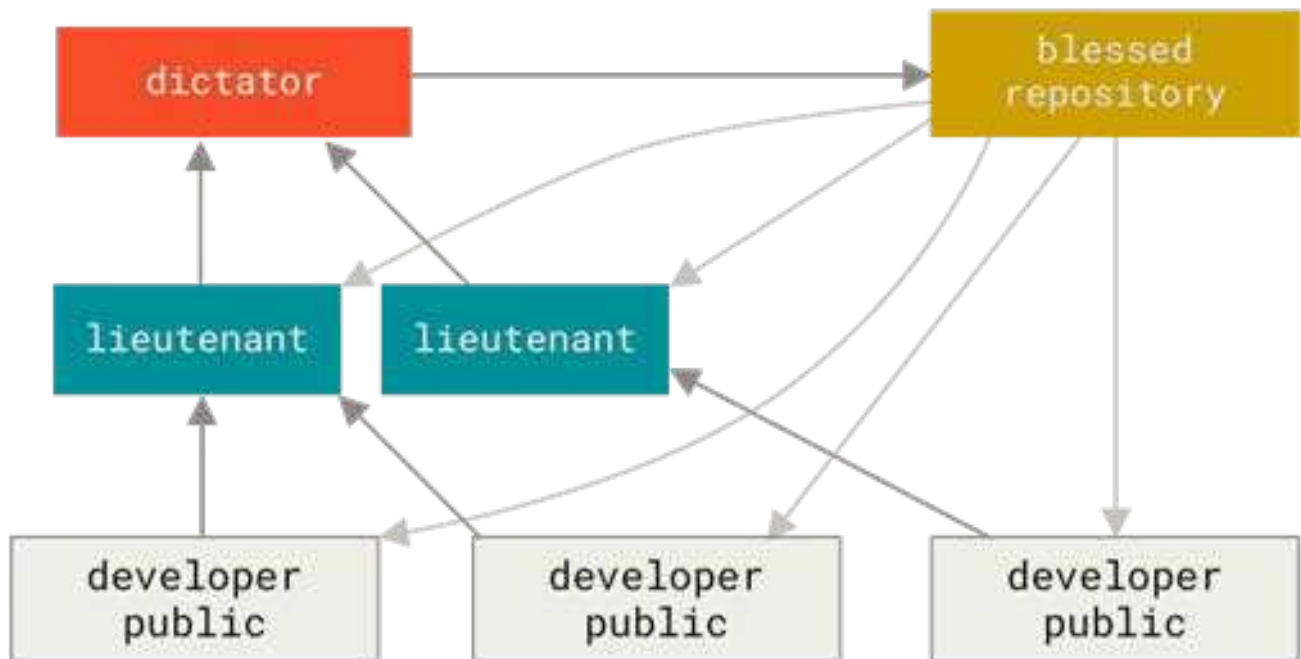 dictator
blessed
repository
lieutenant
lieutenant
developer
public
developer
public
developer
public